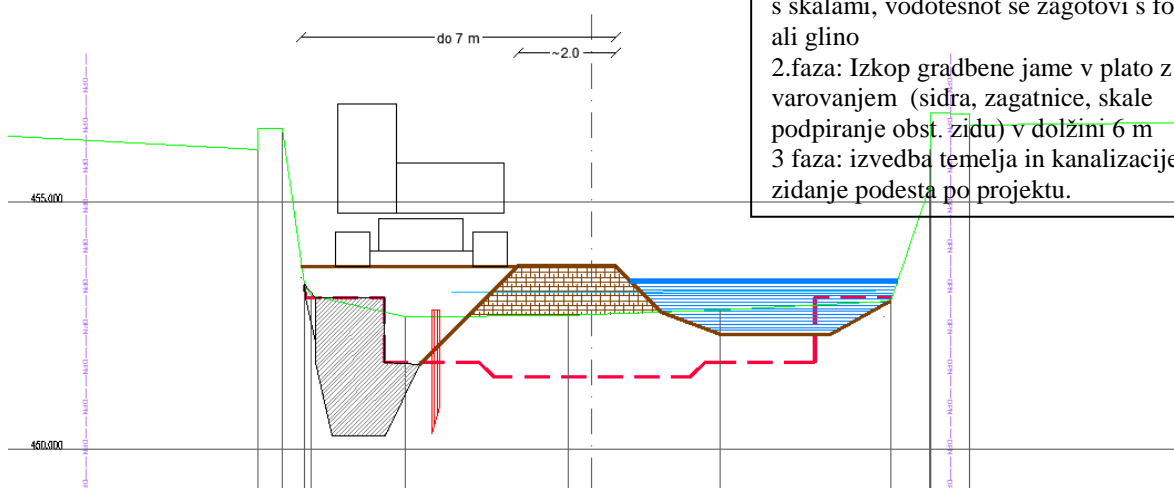 s skalami, vodotesnot se zagotovi s fo
ali glino
2.faza: Izkop gradbene jame v plato z
varovanjem (sidra, zagatnice, skale
podpiranje obst. zidu) v dolžini 6 m
3 faza: izvedba temelja in kanalizacije
zidanje podesta po projektu.
do 7 m
~2.0
455.000
450.000